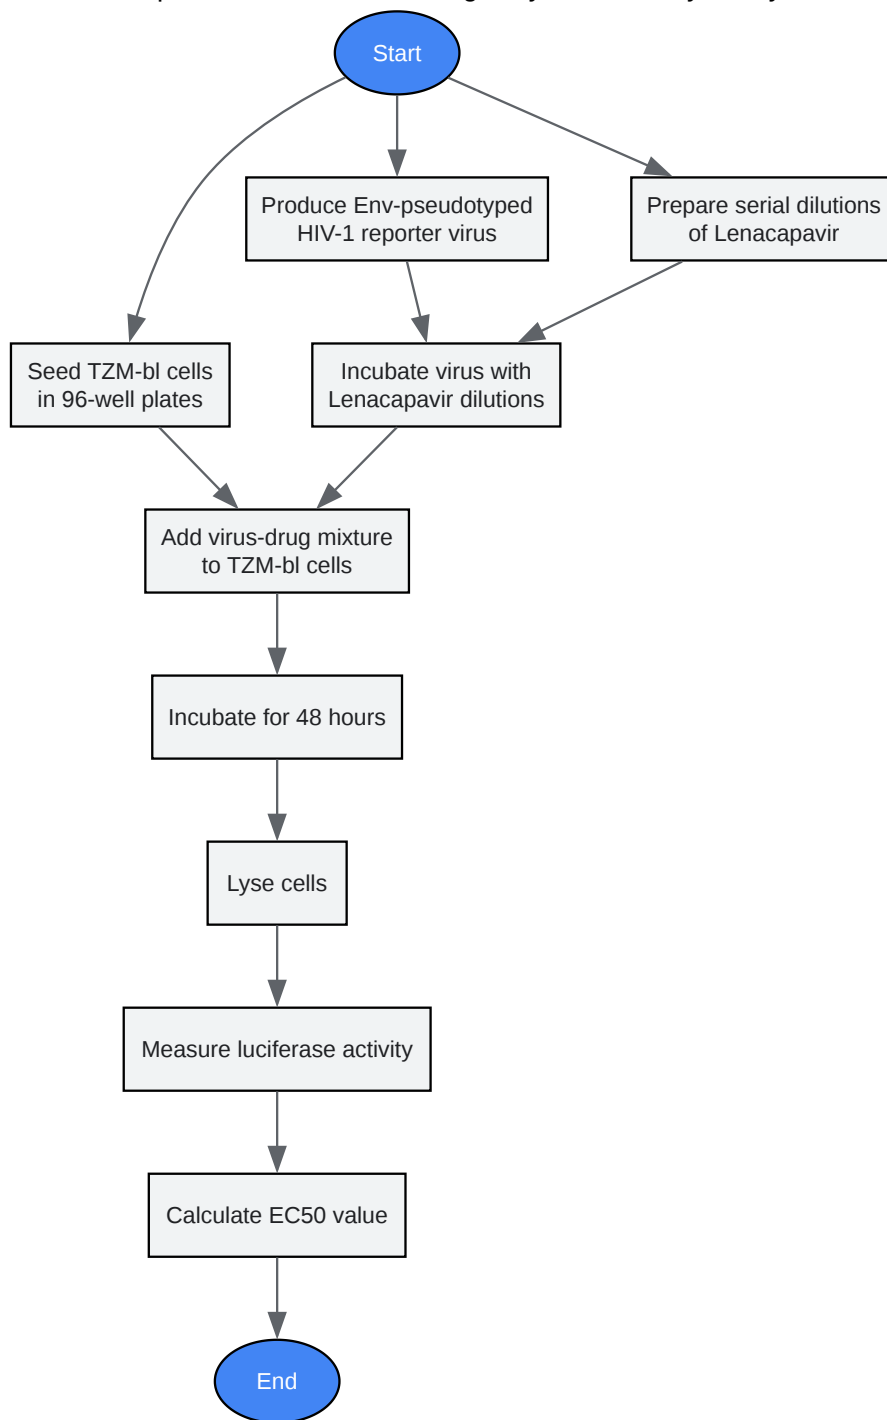 Start
Produce Env-pseudotyped
HIV-1 reporter virus
Prepare serial dilutions
of Lenacapavir
Seed TZM-bl cells
in 96-well plates
Incubate virus with
Lenacapavir dilutions
Add virus-drug mixture
to TZM-bl cells
Incubate for 48 hours
Lyse cells
Measure luciferase activity
Calculate EC50 value
End